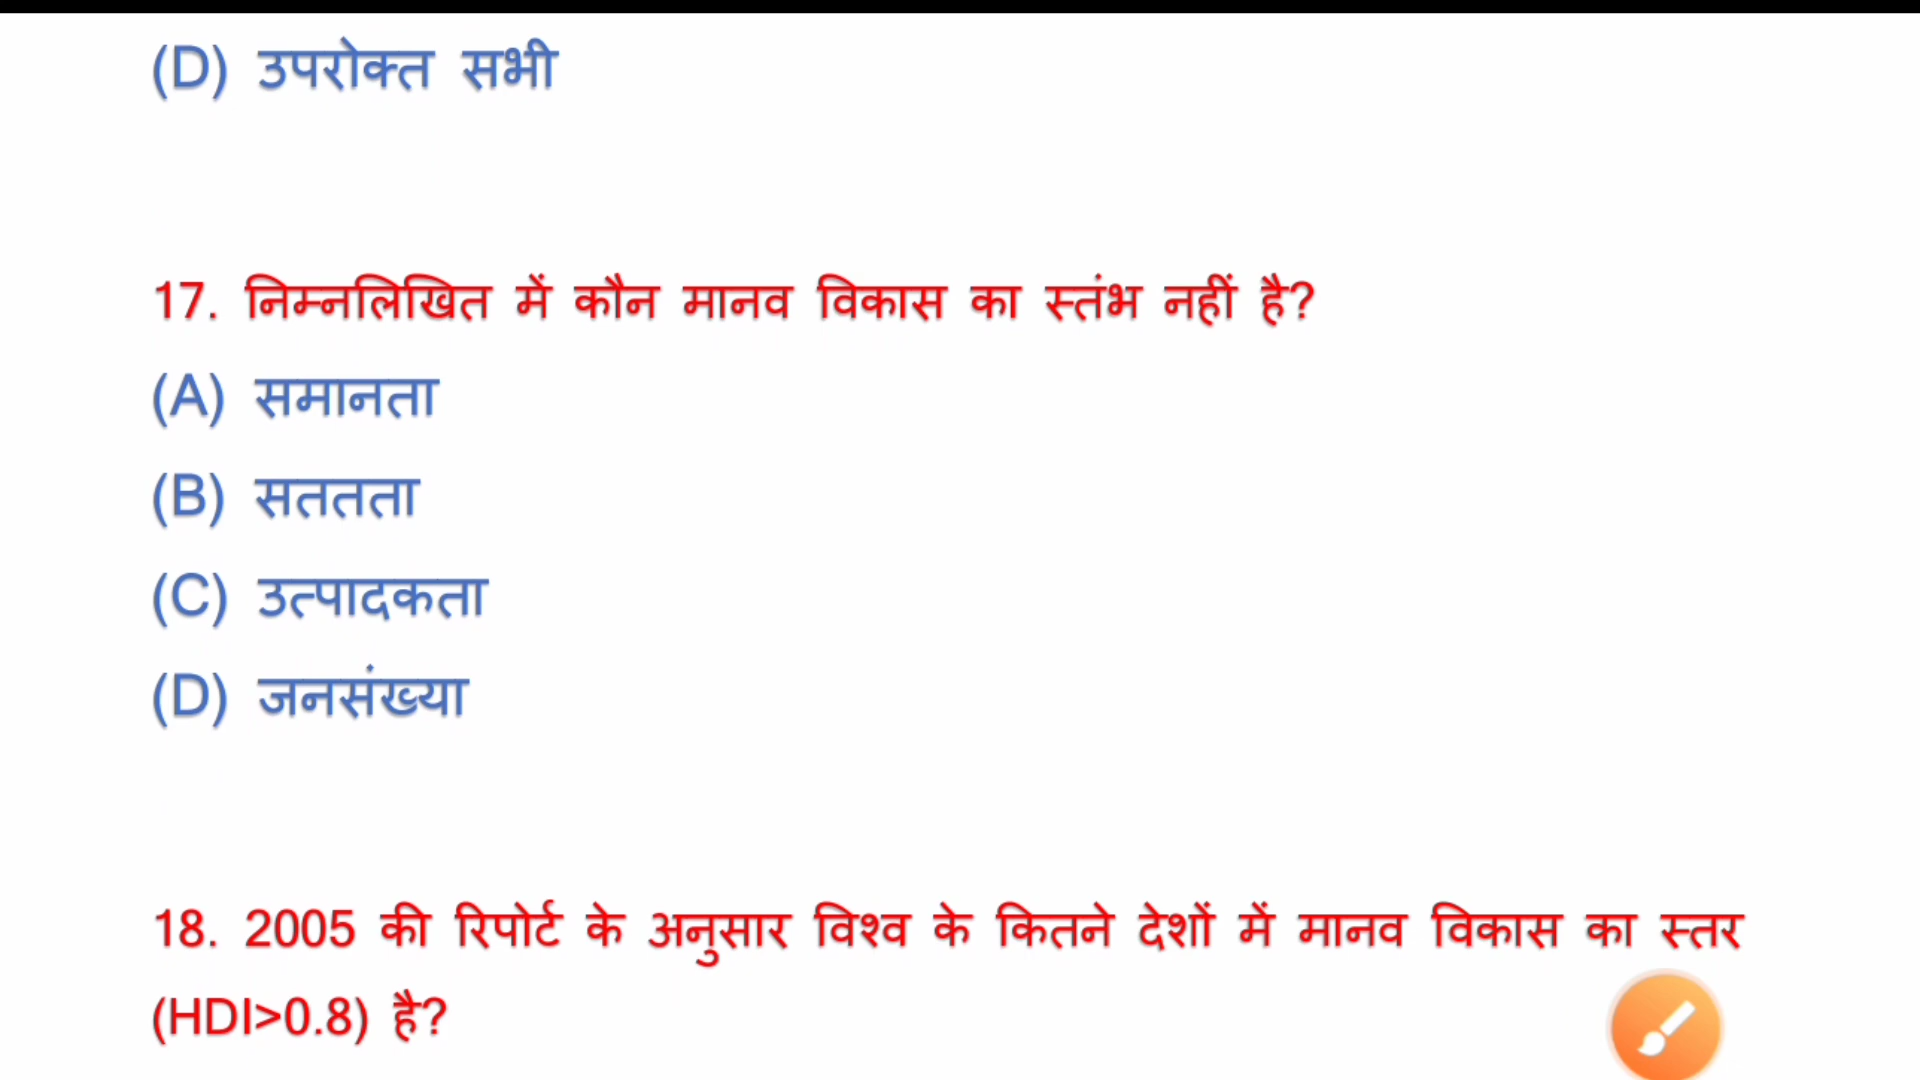 (D) उपरोक्त सभी
17. निम्नलिखित में कौन मानव विकास का स्तंभ नहीं है?
(A) समानता
(B) सततता
(C) उत्पादकता
(D) जनसंख्या
18. 2005 की रिपोर्ट के अनुसार विश्व के कितने देशों में मानव विकास का स्तर
(HDI>0.8) है?